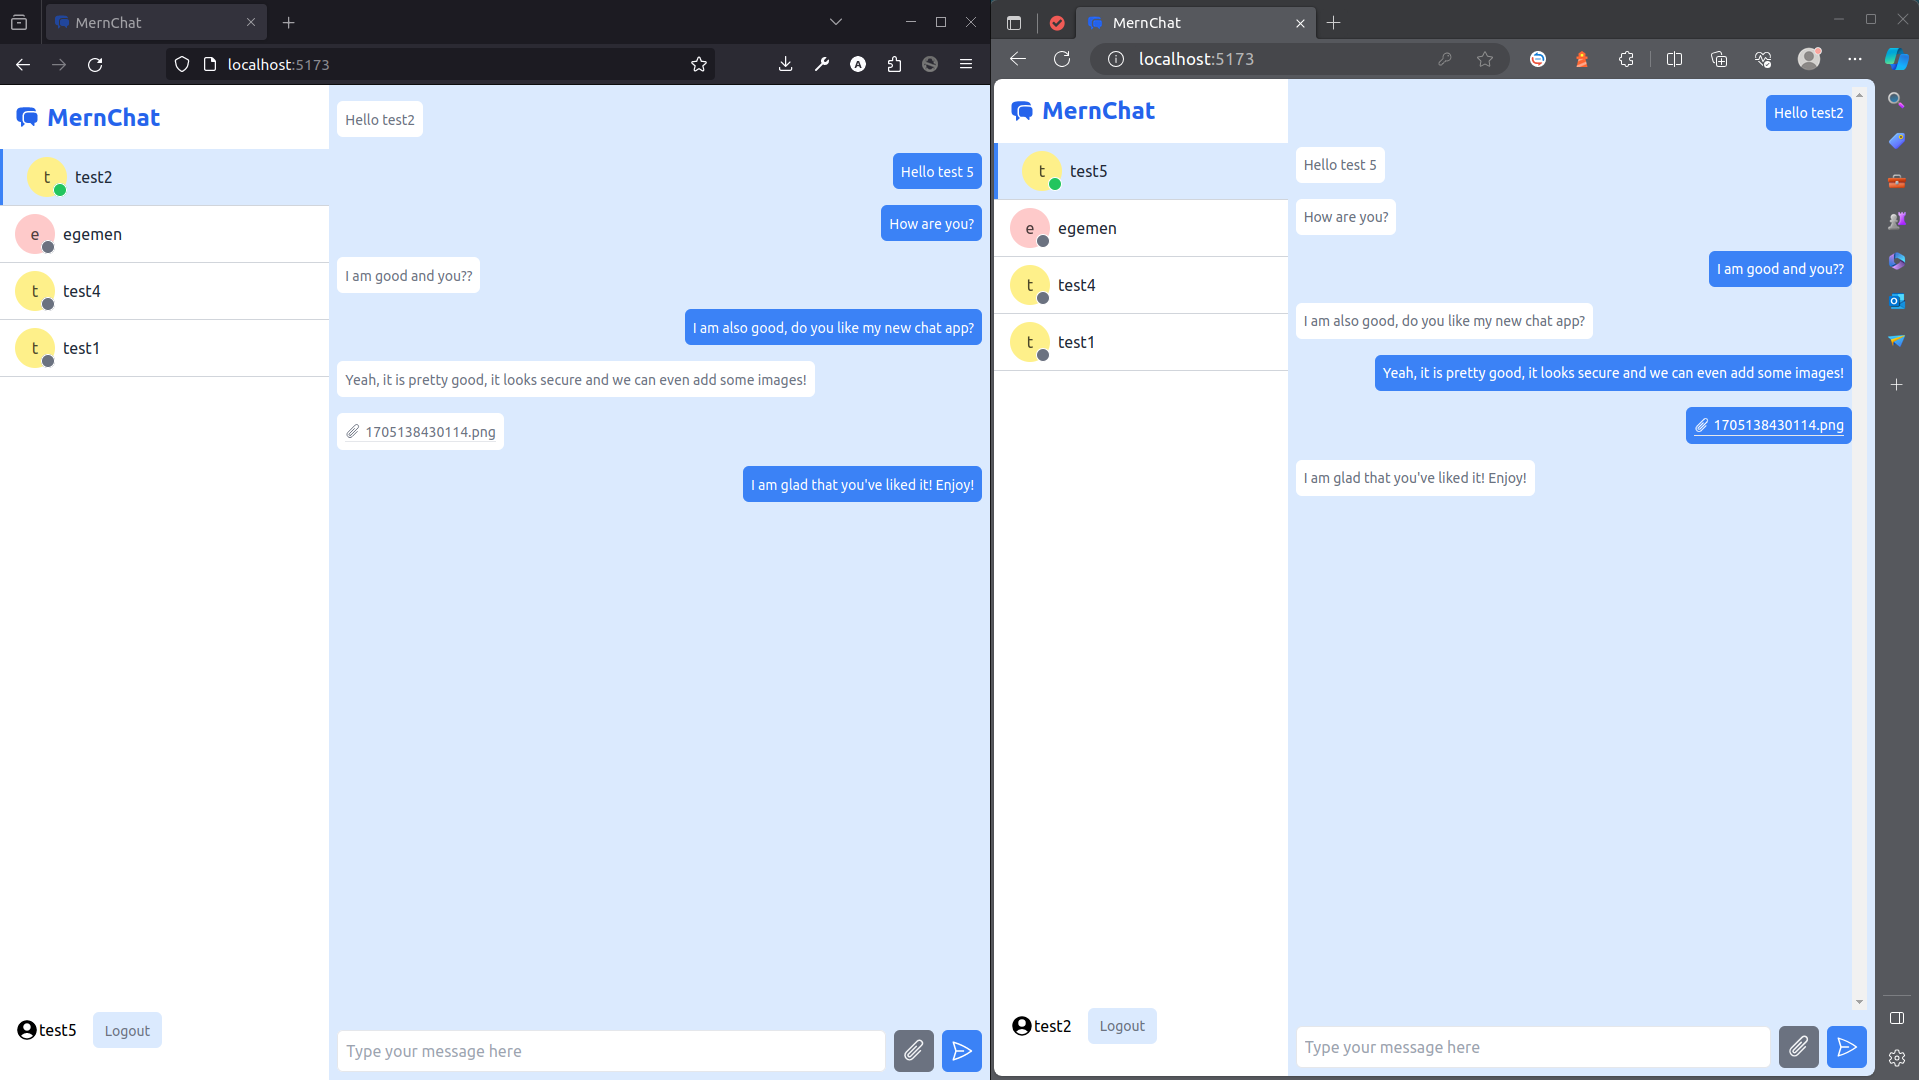 MernChat
localhost:5173
MernChat
t test2
e egemen
t test4
t test1
test5 Logout
Hello test2
Hello test 5
How are you?
I am good and you??
I am also good, do you like my new chat app?
Yeah, it is pretty good, it looks secure and we can even add some images!
1705138430114.png
I am glad that you've liked it! Enjoy!
Type your message here
MernChat
localhost:5173
MernChat
t test5
e egemen
t test4
t test1
test2 Logout
Hello test2
Hello test 5
How are you?
I am good and you??
I am also good, do you like my new chat app?
Yeah, it is pretty good, it looks secure and we can even add some images!
1705138430114.png
I am glad that you've liked it! Enjoy!
Type your message here